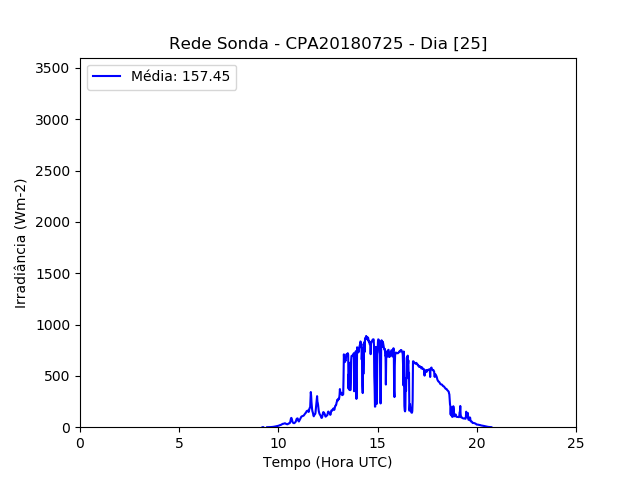 Rede Sonda - CPA20180725 - Dia [25]
Média: 157.45
Irradiância (Wm-2)
3500
3000
2500
2000
1500
1000
500
0
0 5 10 15 20 25
Tempo (Hora UTC)